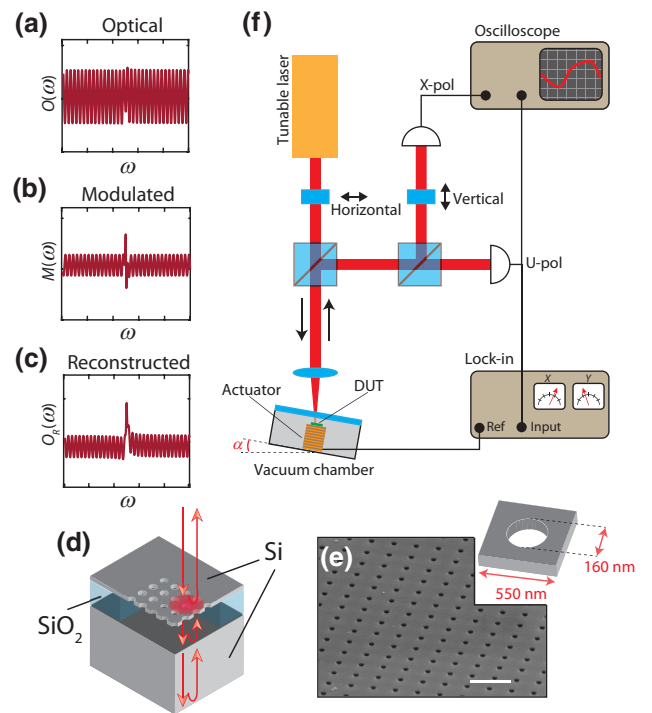 (a)
Optical
O(ω)
ω
(b)
Modulated
M(ω)
ω
(c)
Reconstructed
O_R(ω)
ω
(f)
Tunable laser
Horizontal
Vertical
X-pol
Oscilloscope
U-pol
Lock-in
X
Y
Ref
Input
Actuator
DUT
α
Vacuum chamber
(d)
Si
SiO₂
(e)
160 nm
550 nm